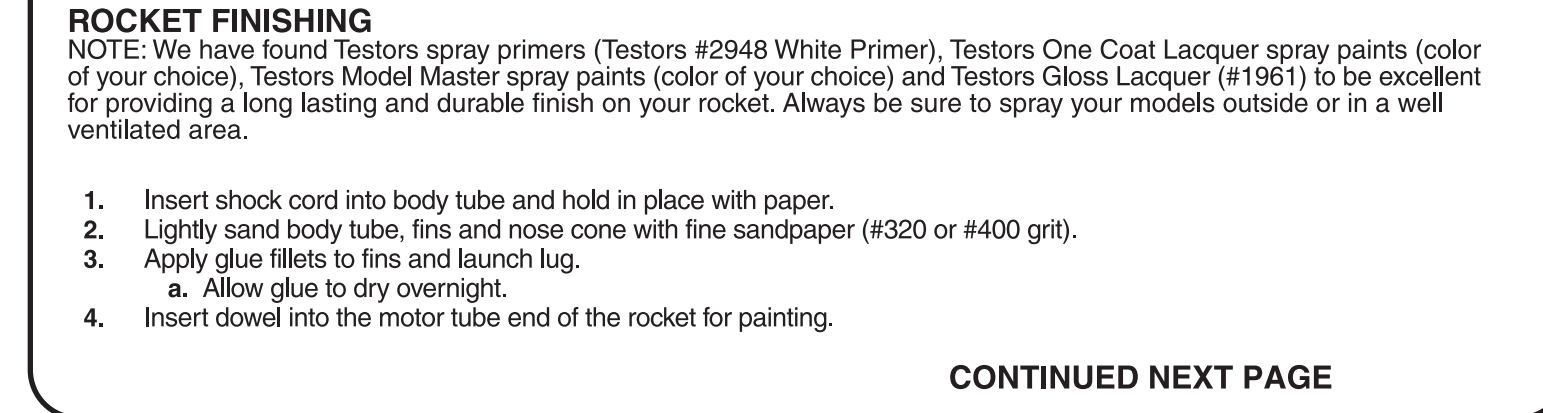 ROCKET FINISHING
NOTE: We have found Testors spray primers (Testors #2948 White Primer), Testors One Coat Lacquer spray paints (color
of your choice), Testors Model Master spray paints (color of your choice) and Testors Gloss Lacquer (#1961) to be excellent
for providing a long lasting and durable finish on your rocket. Always be sure to spray your models outside or in a well
ventilated area.
1. Insert shock cord into body tube and hold in place with paper.
2. Lightly sand body tube, fins and nose cone with fine sandpaper (#320 or #400 grit).
3. Apply glue fillets to fins and launch lug.
a. Allow glue to dry overnight.
4. Insert dowel into the motor tube end of the rocket for painting.
CONTINUED NEXT PAGE